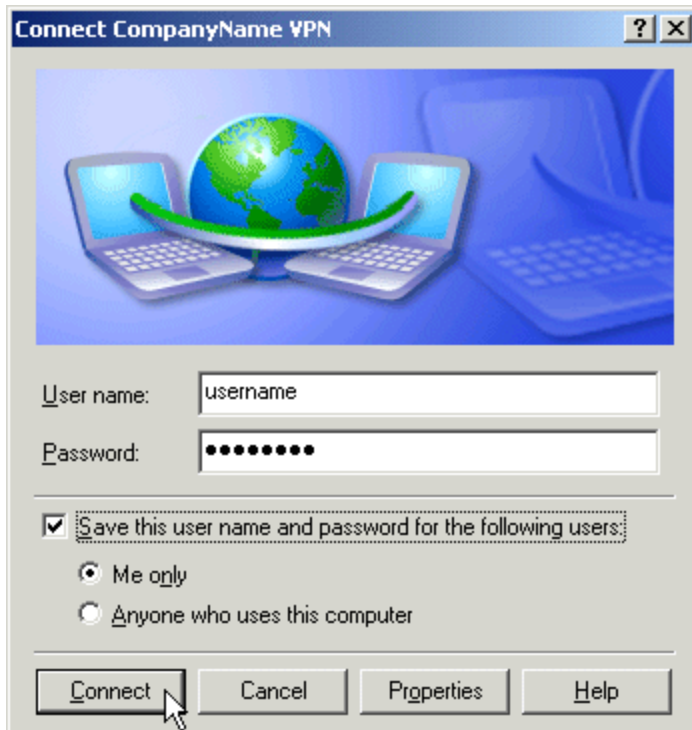 Connect CompanyName VPN
User name: username
Password: ••••••••
Save this user name and password for the following users:
Me only
Anyone who uses this computer
Connect Cancel Properties Help